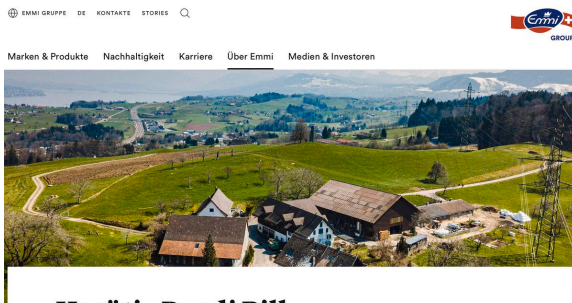 EMMI GRUPPE DE KONTAKTE STORIES
Emmi
GROUP
Marken & Produkte Nachhaltigkeit Karriere Über Emmi Medien & Investoren